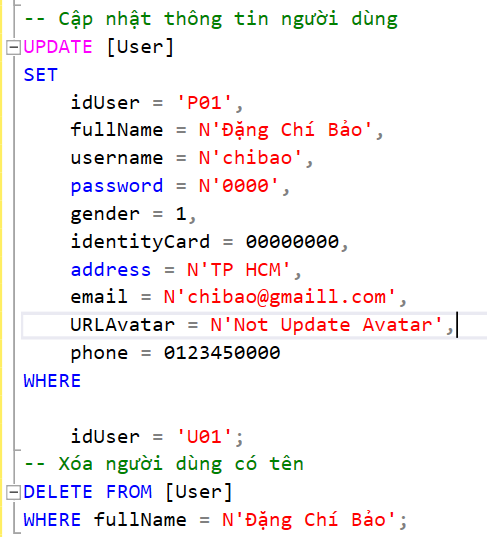 -- Cập nhật thông tin người dùng
UPDATE [User]
SET
idUser = 'P01',
fullName = N'Đặng Chí Bảo',
username = N'chibao',
password = N'0000',
gender = 1,
identityCard = 00000000,
address = N'TP HCM',
email = N'chibao@gmaill.com',
URLAvatar = N'Not Update Avatar',
phone = 0123450000
WHERE
idUser = 'U01';
-- Xóa người dùng có tên
DELETE FROM [User]
WHERE fullName = N'Đặng Chí Bảo';